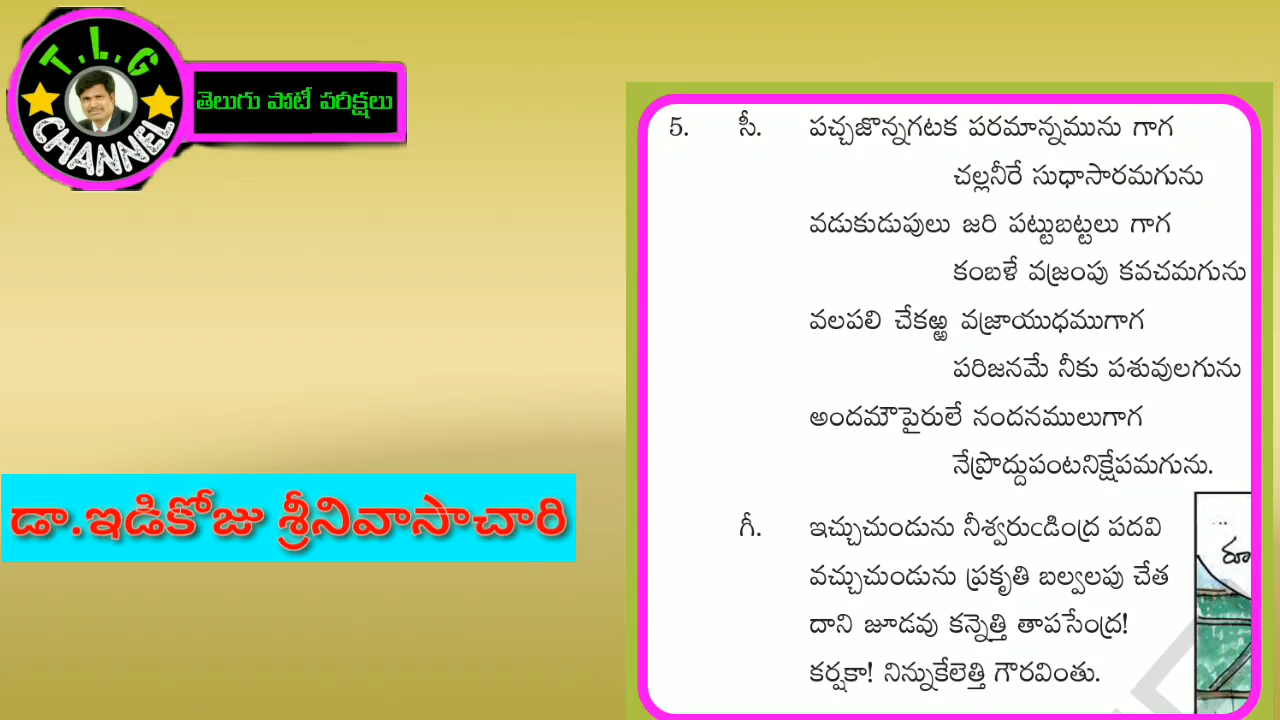 T.L.G
CHANNEL
తెలుగు పోటీ పరీక్షలు
డా.ఇడికోజు శ్రీనివాసాచారి
5. సీ. పచ్చజొన్నగటక పరమాన్నమును గాగ
చల్లనీరే సుధాసారమగును
వడుకుడుపులు జరి పట్టుబట్టలు గాగ
కంబళే వజ్రంపు కవచమగును
వలపలి చేకఱ్ఱ వజ్రాయుధముగాగ
పరిజనమే నీకు పశువులగును
అందమౌపైరులే నందనములుగాగ
నేప్రొద్దుపంటనిక్షేపమగును.
గీ. ఇచ్చుచుండును నీశ్వరుఁడింద్ర పదవి
వచ్చుచుండును ప్రకృతి బల్వలపు చేత
దాని జూడవు కన్నెత్తి తాపసేంద్ర!
కర్షకా! నిన్నుకేలెత్తి గౌరవింతు.